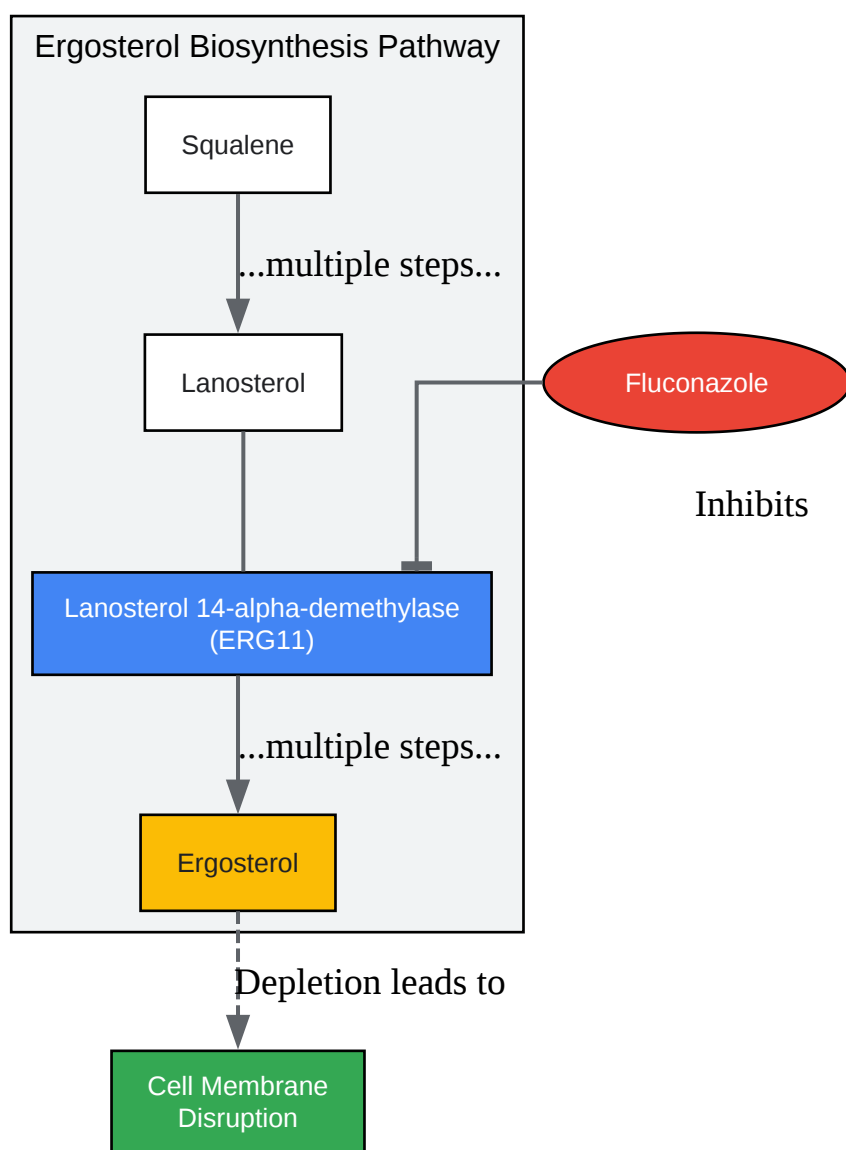 Ergosterol Biosynthesis Pathway
Squalene
...multiple steps...
Lanosterol
Fluconazole
Inhibits
Lanosterol 14-alpha-demethylase
(ERG11)
...multiple steps...
Ergosterol
Depletion leads to
Cell Membrane
Disruption